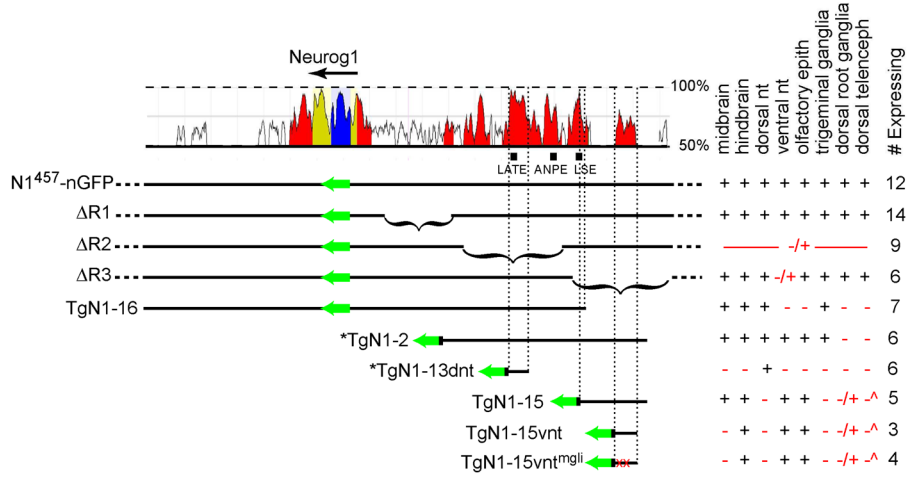 Neurog1
100%
50%
LATE ANPE LSE
midbrain
hindbrain
dorsal nt
ventral nt
olfactory epith
trigeminal ganglia
dorsal root ganglia
dorsal telenceph
# Expressing
N1⁴⁵⁷-nGFP + + + + + + + + 12
ΔR1 + + + + + + + + 14
ΔR2 -/+ 9
ΔR3 + + + -/+ + + + + 6
TgN1-16 + + + - - + - - 7
*TgN1-2 + + + + + + - - 6
*TgN1-13dnt - - + - - - - - 6
TgN1-15 + + - + + - -/+ -^ 5
TgN1-15vnt - + - + + - -/+ -^ 3
TgN1-15vntᵐᵍˡⁱ xx - + - + + - -/+ -^ 4